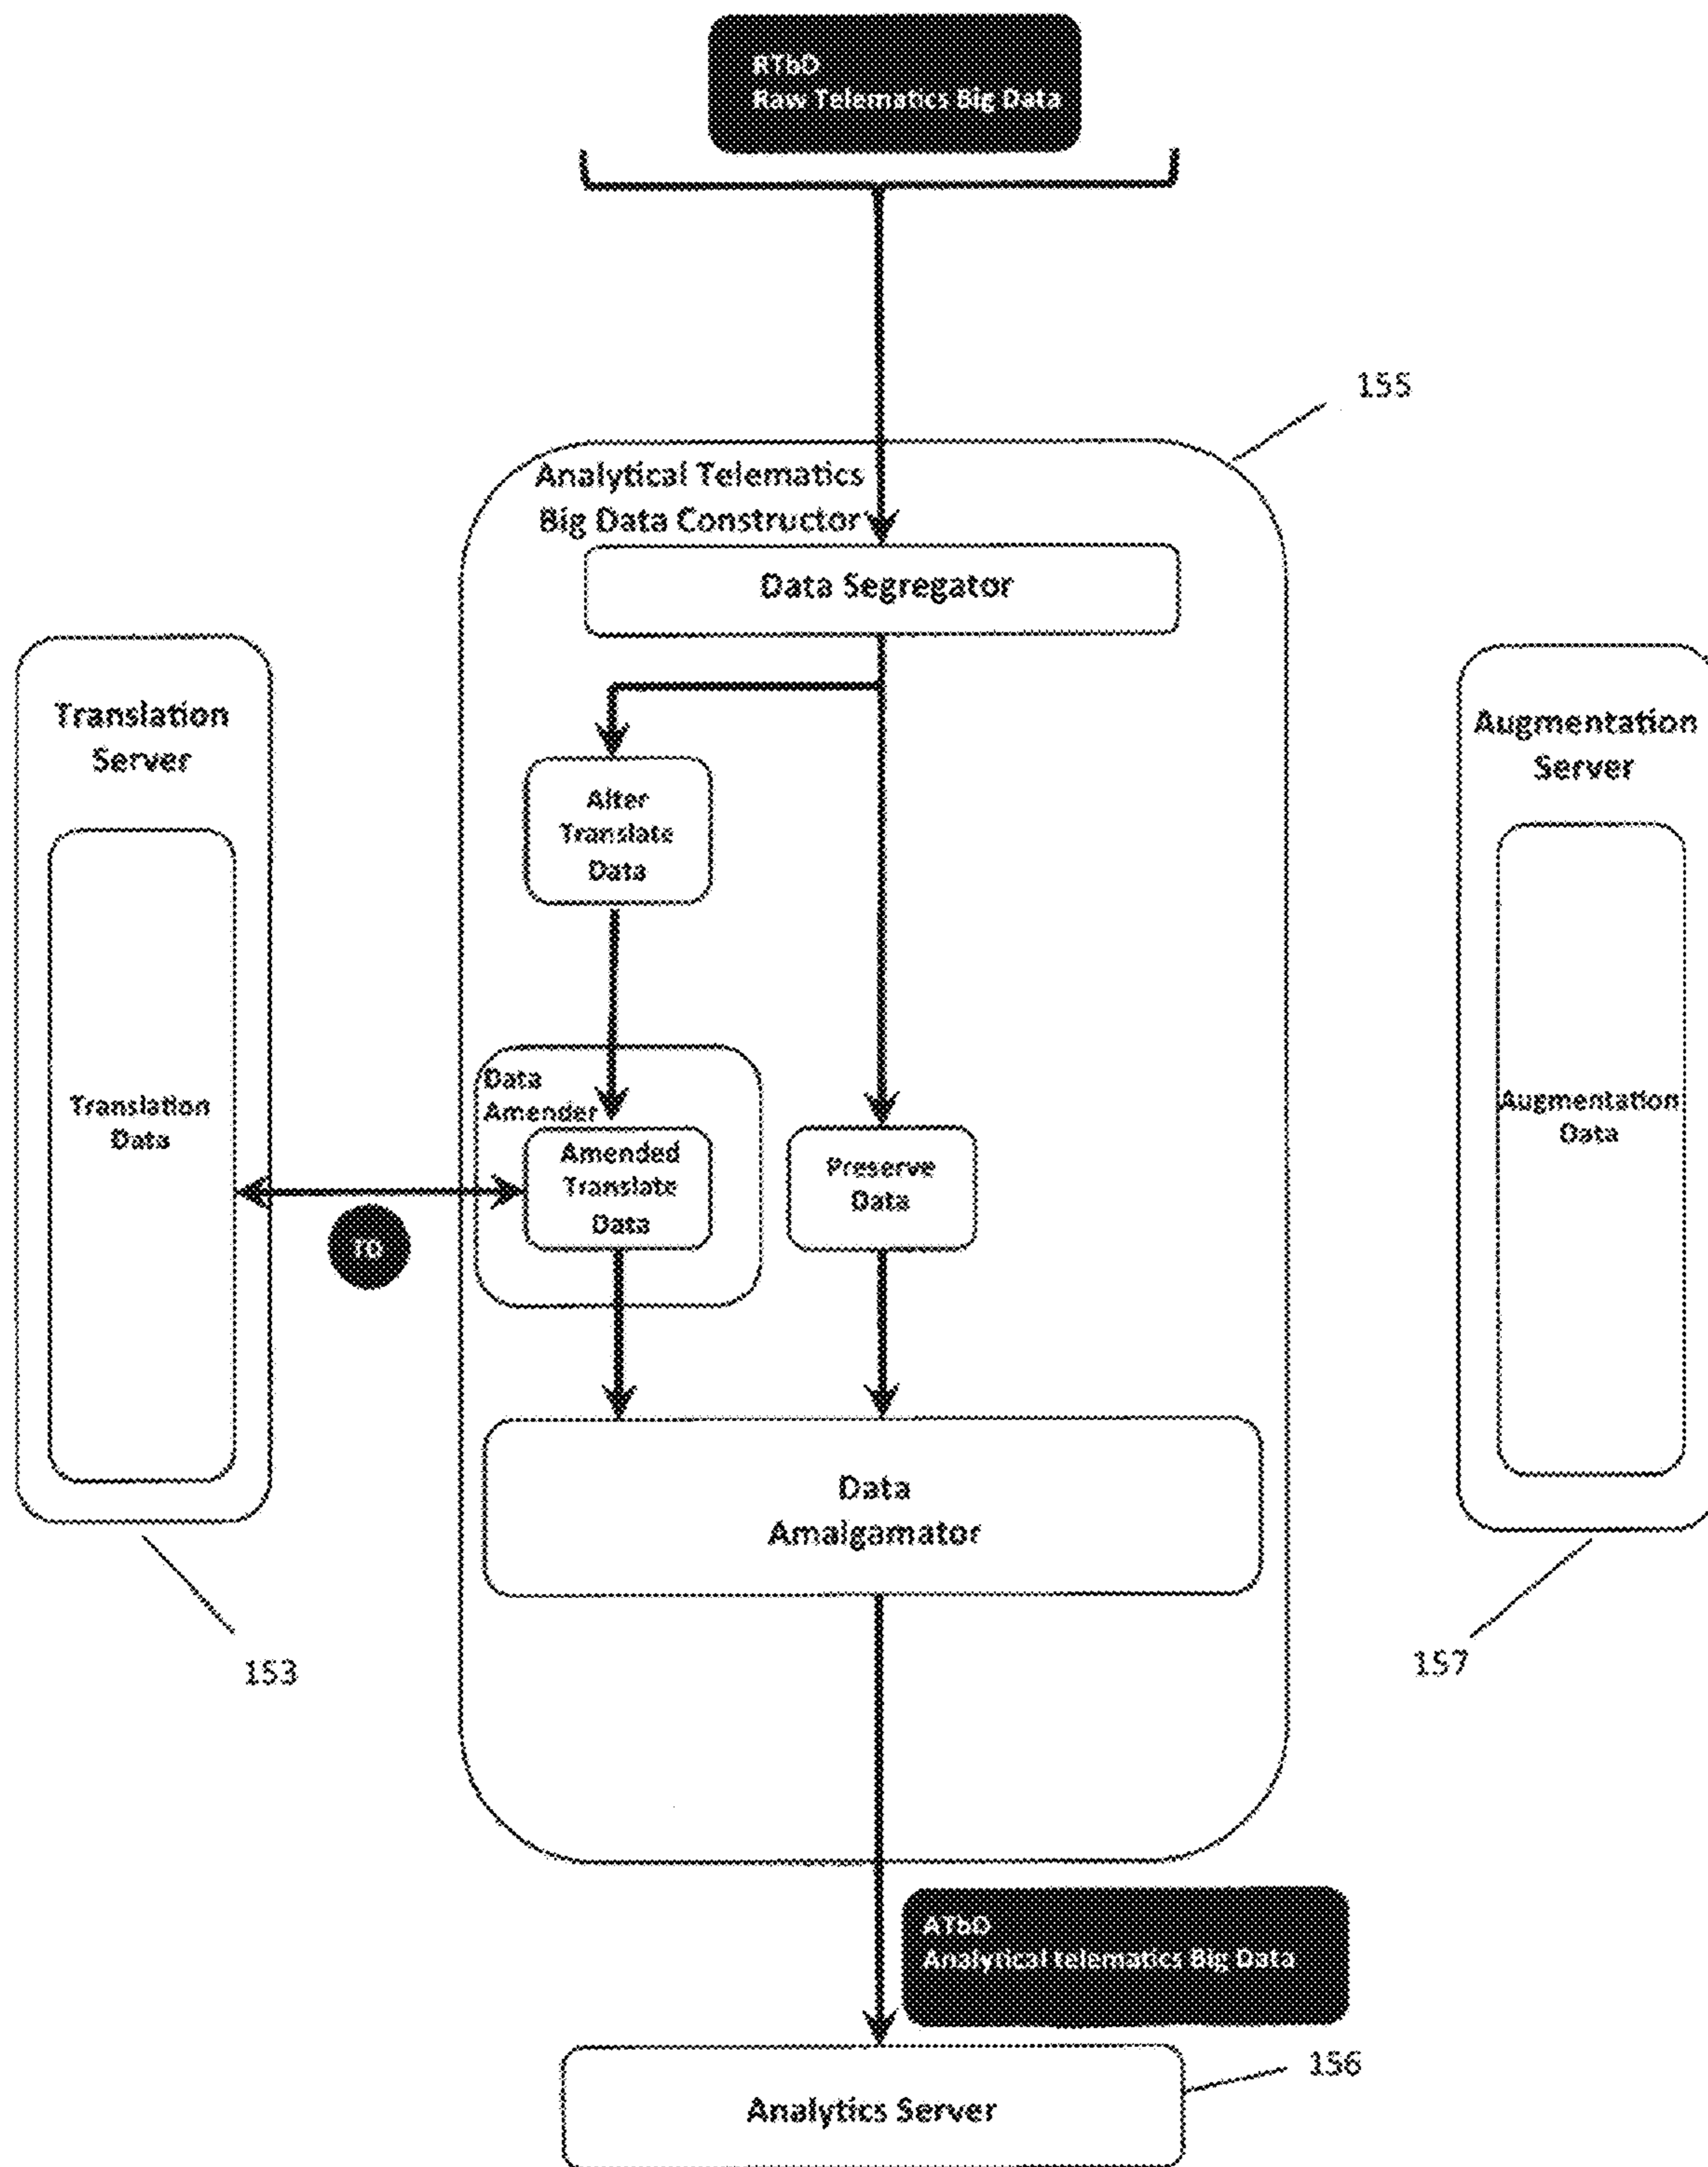 RTbD
Raw Telematics Big Data
155
Analytical Telematics
Big Data Constructor
Data Segregator
Translation
Server
Augmentation
Server
Alter
Translate
Data
Data
Amender
Translation
Data
Amended
Translate
Data
Preserve
Data
Augmentation
Data
TD
Data
Amalgamator
153
157
ATbD
Analytical telematics Big Data
156
Analytics Server